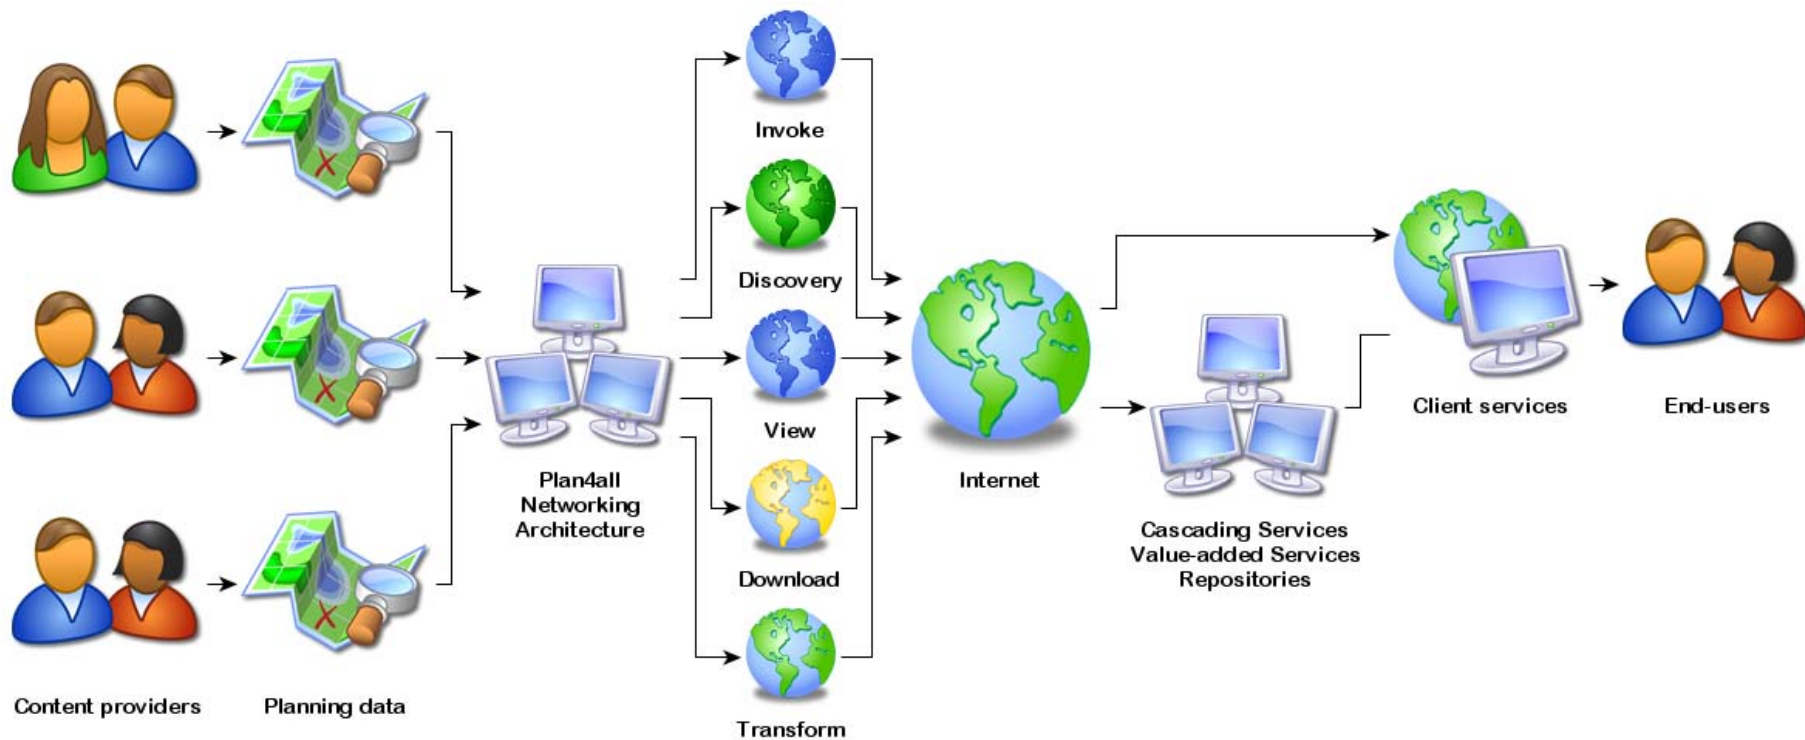 Invoke
Discovery
View
Download
Transform
Plan4all
Networking
Architecture
Internet
Cascading Services
Value-added Services
Repositories
Client services
End-users
Content providers
Planning data